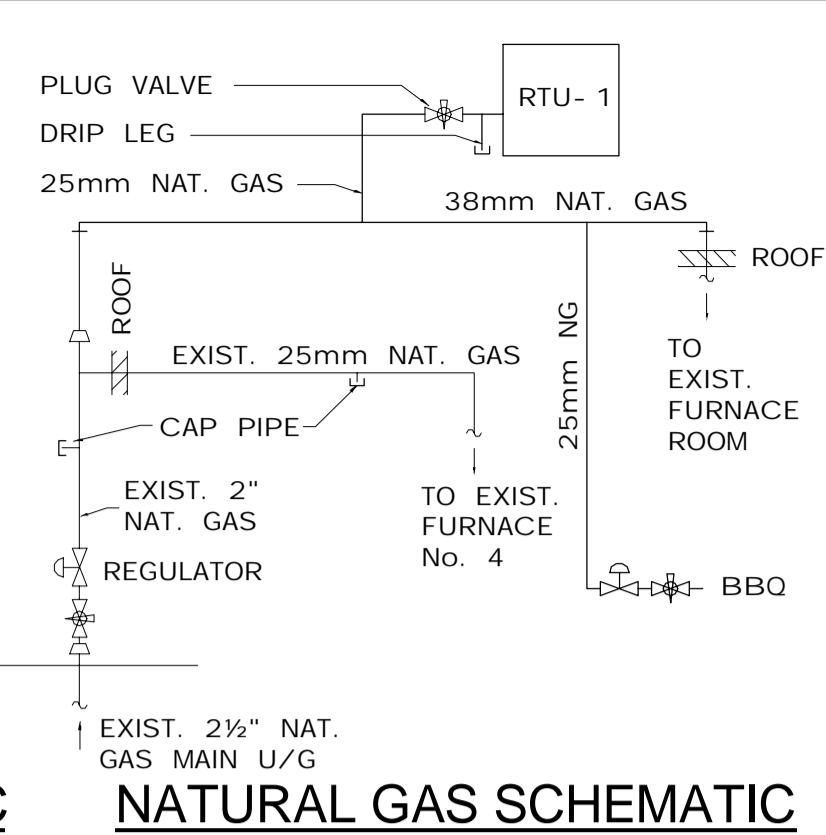 PLUG VALVE
RTU- 1
DRIP LEG
25mm NAT. GAS
38mm NAT. GAS
ROOF
ROOF
EXIST. 25mm NAT. GAS
25mm NG
TO
EXIST.
FURNACE
ROOM
CAP PIPE
EXIST. 2"
NAT. GAS
TO EXIST.
FURNACE
No. 4
REGULATOR
BBQ
EXIST. 2½" NAT.
GAS MAIN U/G
C
NATURAL GAS SCHEMATIC